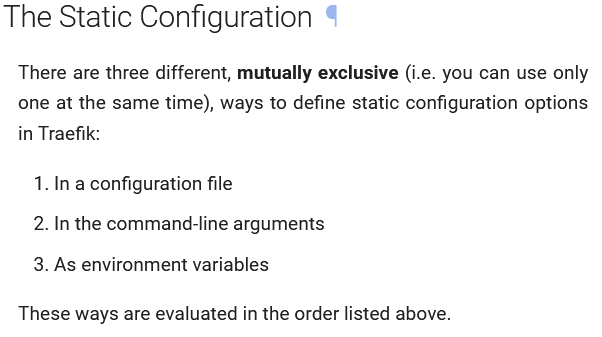 The Static Configuration ¶
There are three different, mutually exclusive (i.e. you can use only
one at the same time), ways to define static configuration options
in Traefik:
1. In a configuration file
2. In the command-line arguments
3. As environment variables
These ways are evaluated in the order listed above.